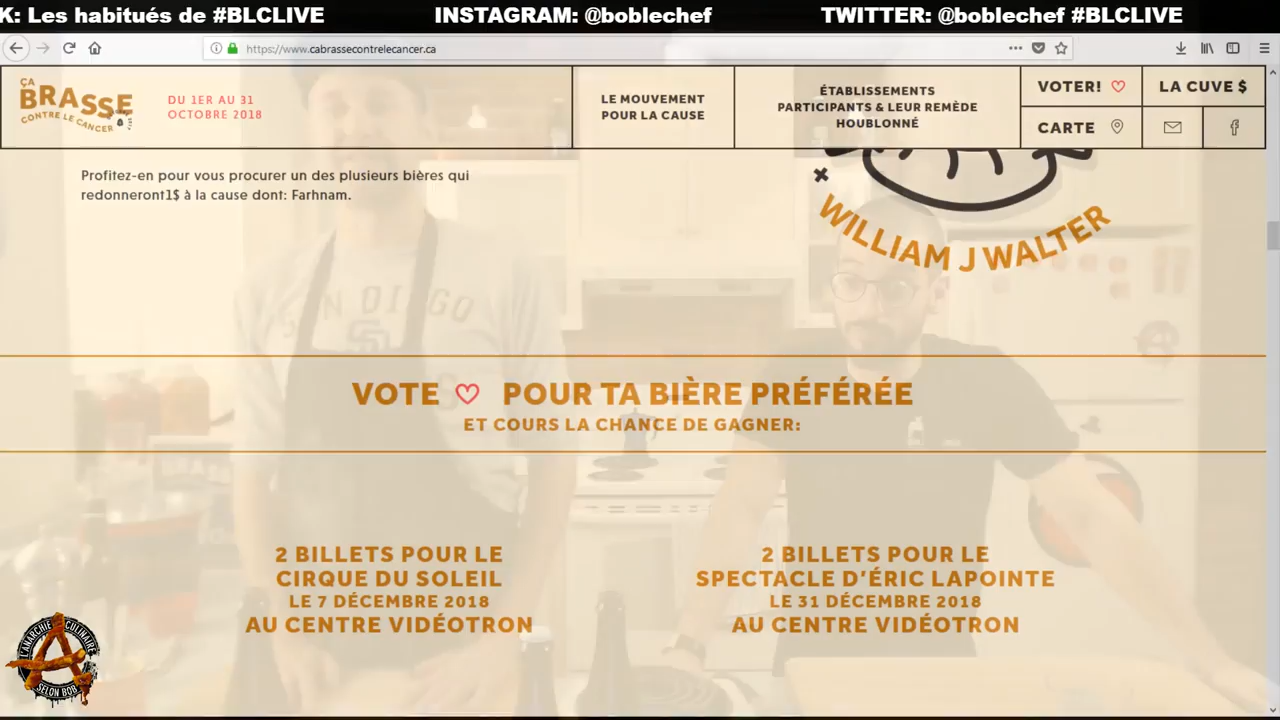 K: Les habitués de #BLCLIVE INSTAGRAM: @boblechef TWITTER: @boblechef #BLCLIVE
https://www.cabrassecontrelecancer.ca
ÇA
BRASSE
CONTRE LE CANCER
DU 1ER AU 31
OCTOBRE 2018
LE MOUVEMENT
POUR LA CAUSE
ÉTABLISSEMENTS
PARTICIPANTS & LEUR REMÈDE
HOUBLONNÉ
VOTER!
LA CUVE $
CARTE
Profitez-en pour vous procurer un des plusieurs bières qui
redonneront1$ à la cause dont: Farhnam.
WILLIAM J WALTER
SAN DIEGO
VOTE POUR TA BIÈRE PRÉFÉRÉE
ET COURS LA CHANCE DE GAGNER:
2 BILLETS POUR LE
CIRQUE DU SOLEIL
LE 7 DÉCEMBRE 2018
AU CENTRE VIDÉOTRON
2 BILLETS POUR LE
SPECTACLE D'ÉRIC LAPOINTE
LE 31 DÉCEMBRE 2018
AU CENTRE VIDÉOTRON
L'ANARCHIE CULINAIRE
SELON BOB